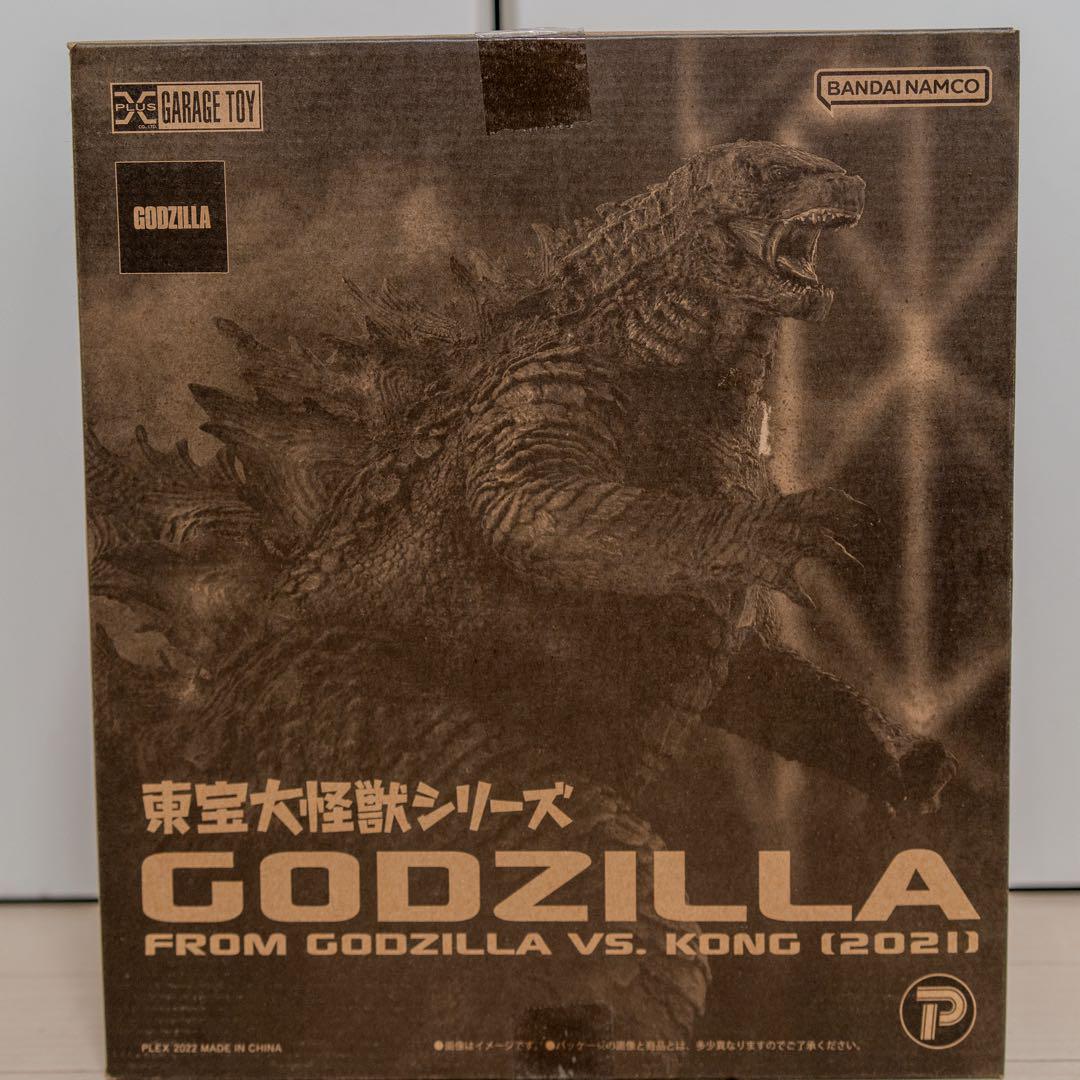 X PLUS CO., LTD. GARAGE TOY
BANDAI NAMCO
GODZILLA
東宝大怪獣シリーズ
GODZILLA
FROM GODZILLA VS. KONG (2021)
P
PLEX 2022 MADE IN CHINA
●画像はイメージです。●パッケージの画像と商品とは、多少異なりますのでご了承ください。